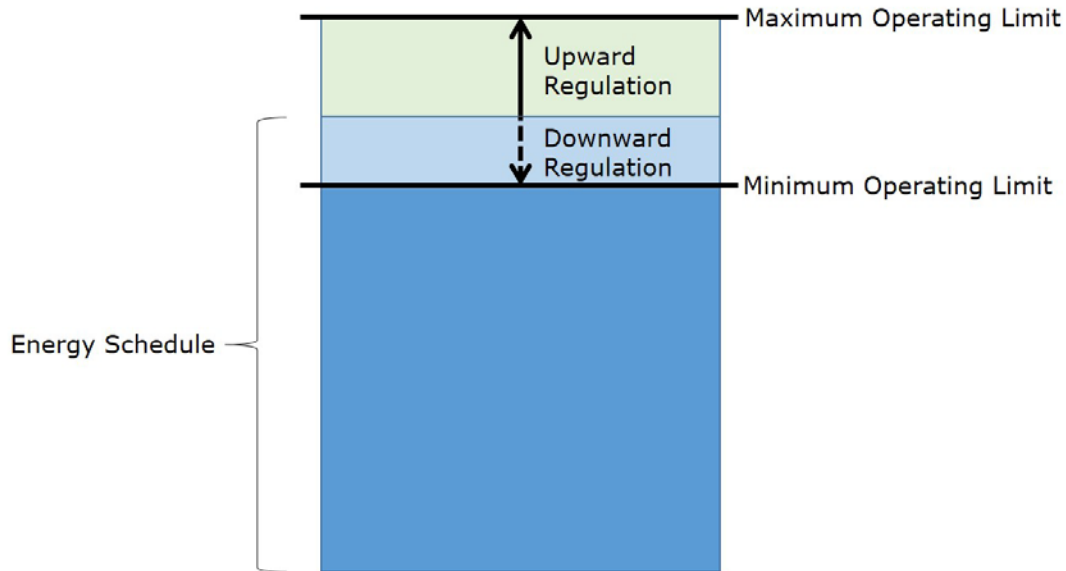 Maximum Operating Limit
Upward
Regulation
Downward
Regulation
Minimum Operating Limit
Energy Schedule